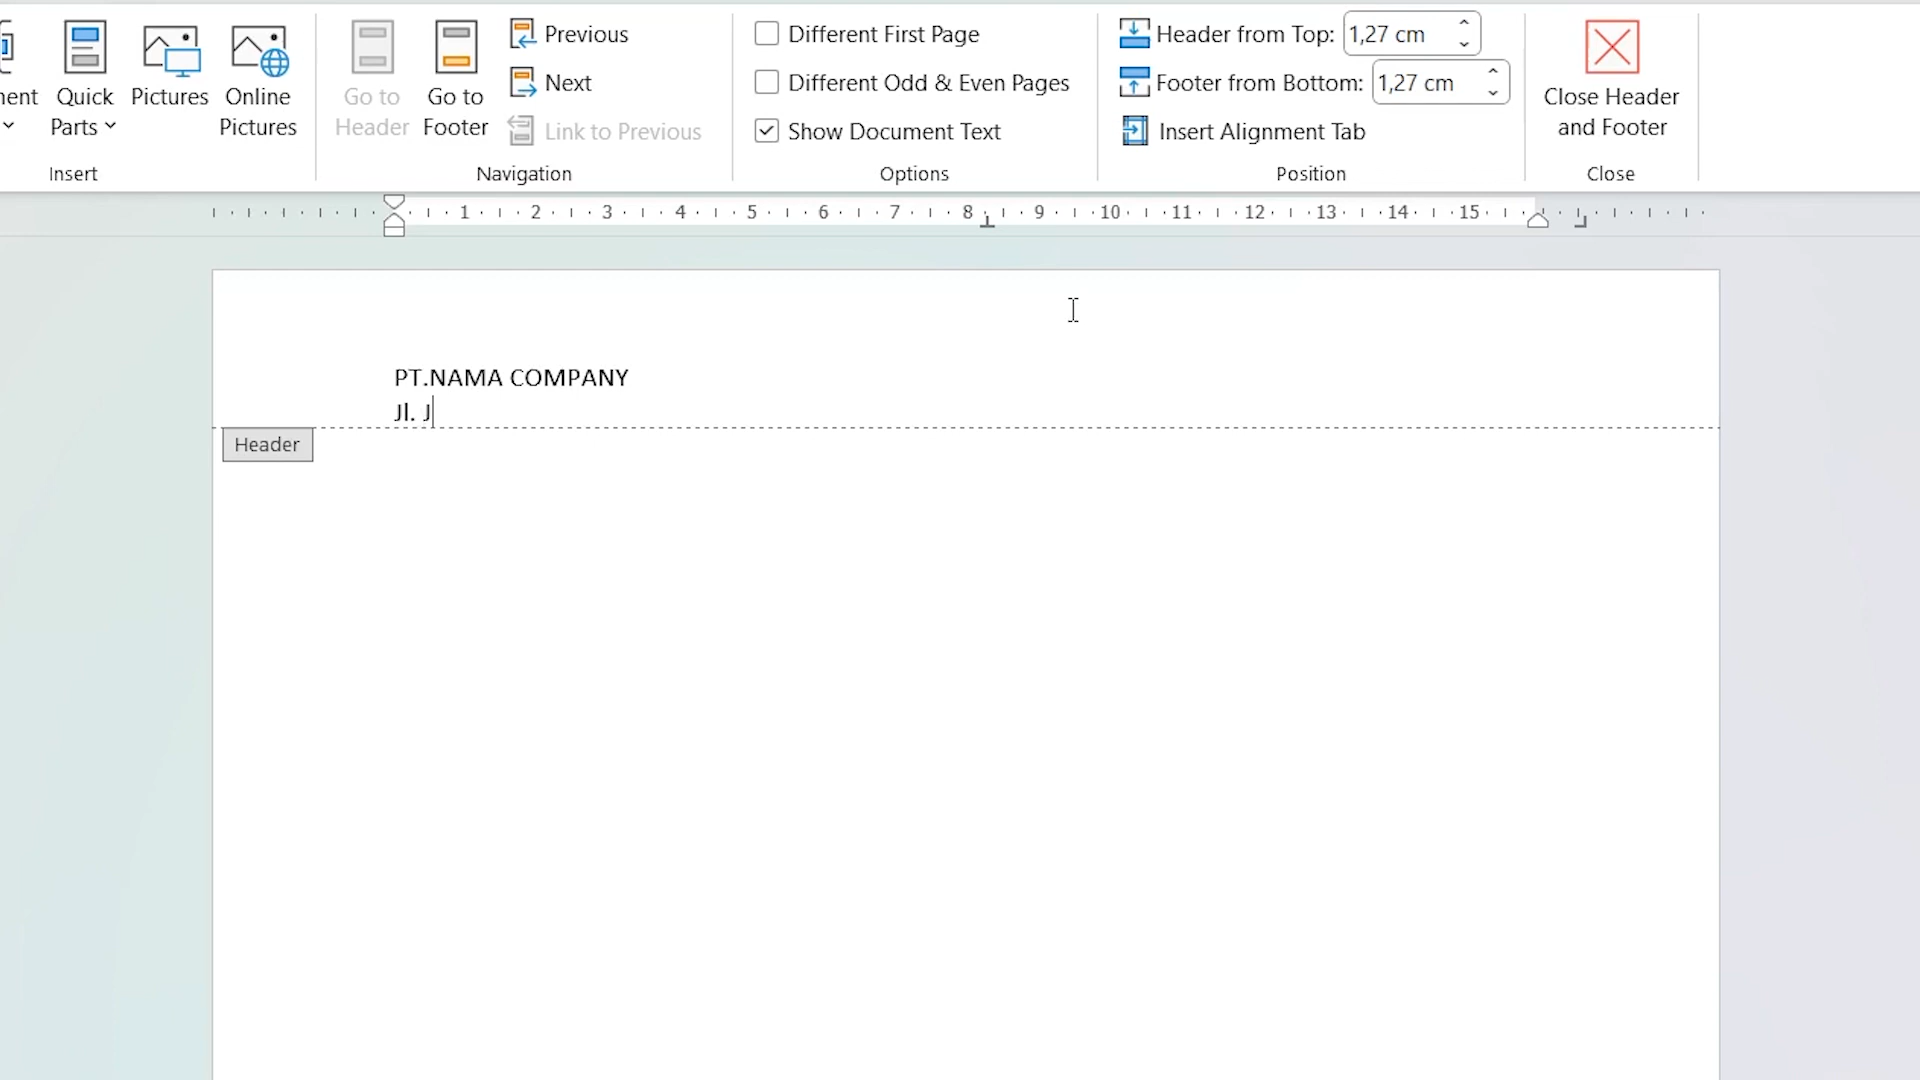 Quick Parts
Pictures
Online Pictures
Insert
Go to Header
Go to Footer
Previous
Next
Link to Previous
Navigation
Different First Page
Different Odd & Even Pages
Show Document Text
Options
Header from Top: 1,27 cm
Footer from Bottom: 1,27 cm
Insert Alignment Tab
Position
Close Header and Footer
Close
1 2 3 4 5 6 7 8 9 10 11 12 13 14 15
PT.NAMA COMPANY
Jl. J
Header